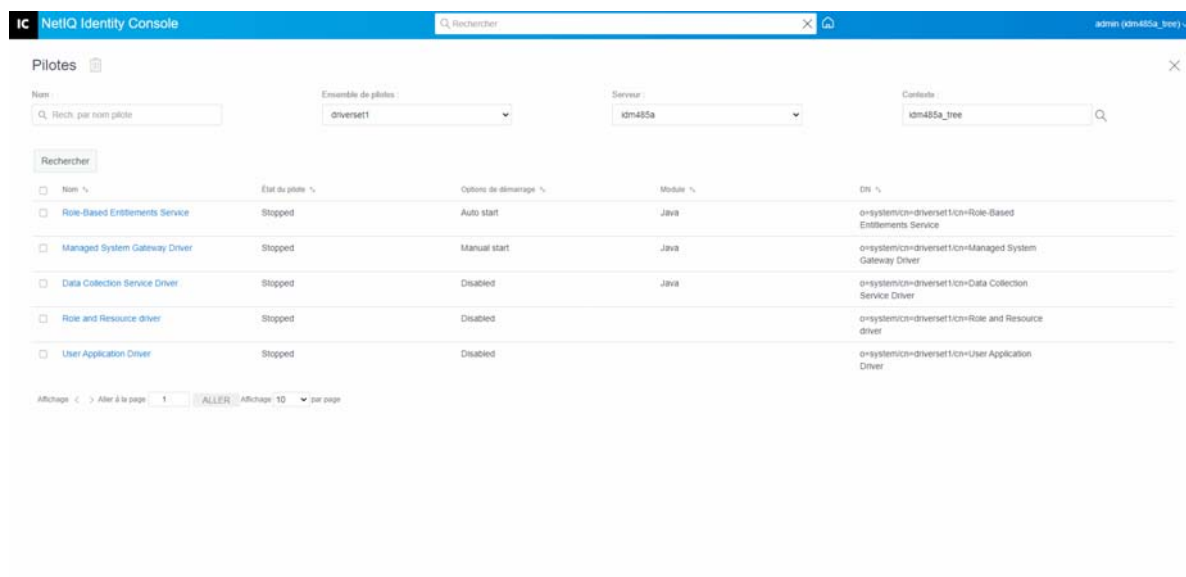 IC NetIQ Identity Console
Rechercher
admin (idm485a_tree)
Pilotes
Nom :
Ensemble de pilotes :
Serveur :
Contexte :
Rech. par nom pilote
driverset1
idm485a
idm485a_tree
Rechercher
Nom
État du pilote
Options de démarrage
Module
DN
Role-Based Entitlements Service
Stopped
Auto start
Java
o=system/cn=driverset1/cn=Role-Based
Entitlements Service
Managed System Gateway Driver
Stopped
Manual start
Java
o=system/cn=driverset1/cn=Managed System
Gateway Driver
Data Collection Service Driver
Stopped
Disabled
Java
o=system/cn=driverset1/cn=Data Collection
Service Driver
Role and Resource driver
Stopped
Disabled
o=system/cn=driverset1/cn=Role and Resource
driver
User Application Driver
Stopped
Disabled
o=system/cn=driverset1/cn=User Application
Driver
Affichage < > Aller à la page 1 ALLER Affichage 10 par page